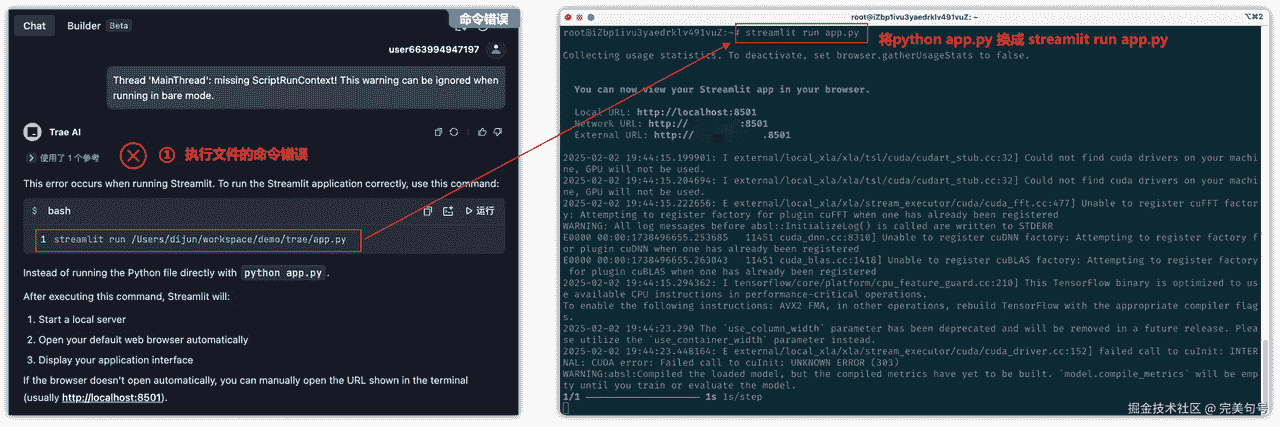 Chat Builder Beta
命令错误
user663994947197
Thread 'MainThread': missing ScriptRunContext! This warning can be ignored when
running in bare mode.
Trae AI
使用了 1 个参考
① 执行文件的命令错误
This error occurs when running Streamlit. To run the Streamlit application correctly, use this command:
$ bash
运行
1 streamlit run /Users/dijun/workspace/demo/trae/app.py
Instead of running the Python file directly with python app.py.
After executing this command, Streamlit will:
1. Start a local server
2. Open your default web browser automatically
3. Display your application interface
If the browser doesn't open automatically, you can manually open the URL shown in the terminal
(usually http://localhost:8501).
root@iZbp1ivu3yaedrklv491vuZ: ~
⌥⌘2
root@iZbp1ivu3yaedrklv491vuZ:~# streamlit run app.py
将python app.py 换成 streamlit run app.py
Collecting usage statistics. To deactivate, set browser.gatherUsageStats to false.
You can now view your Streamlit app in your browser.
Local URL: http://localhost:8501
Network URL: http:// :8501
External URL: http:// .8501
2025-02-02 19:44:15.199901: I external/local_xla/xla/tsl/cuda/cudart_stub.cc:32] Could not find cuda drivers on your machi
ne, GPU will not be used.
2025-02-02 19:44:15.204694: I external/local_xla/xla/tsl/cuda/cudart_stub.cc:32] Could not find cuda drivers on your machi
ne, GPU will not be used.
2025-02-02 19:44:15.222656: E external/local_xla/xla/stream_executor/cuda/cuda_fft.cc:477] Unable to register cuFFT factor
y: Attempting to register factory for plugin cuFFT when one has already been registered
WARNING: All log messages before absl::InitializeLog() is called are written to STDERR
E0000 00:00:1738496655.253685 11451 cuda_dnn.cc:8310] Unable to register cuDNN factory: Attempting to register factory fo
r plugin cuDNN when one has already been registered
E0000 00:00:1738496655.263043 11451 cuda_blas.cc:1418] Unable to register cuBLAS factory: Attempting to register factory
for plugin cuBLAS when one has already been registered
2025-02-02 19:44:15.294362: I tensorflow/core/platform/cpu_feature_guard.cc:210] This TensorFlow binary is optimized to us
e available CPU instructions in performance-critical operations.
To enable the following instructions: AVX2 FMA, in other operations, rebuild TensorFlow with the appropriate compiler flag
s.
2025-02-02 19:44:23.290 The `use_column_width` parameter has been deprecated and will be removed in a future release. Plea
se utilize the `use_container_width` parameter instead.
2025-02-02 19:44:23.448164: E external/local_xla/xla/stream_executor/cuda/cuda_driver.cc:152] failed call to cuInit: INTER
NAL: CUDA error: Failed call to cuInit: UNKNOWN ERROR (303)
WARNING:absl:Compiled the loaded model, but the compiled metrics have yet to be built. `model.compile_metrics` will be emp
ty until you train or evaluate the model.
1/1 ━━━━━━━━━━━━━━━━━━━━ 1s 1s/step
掘金技术社区 @ 完美句号